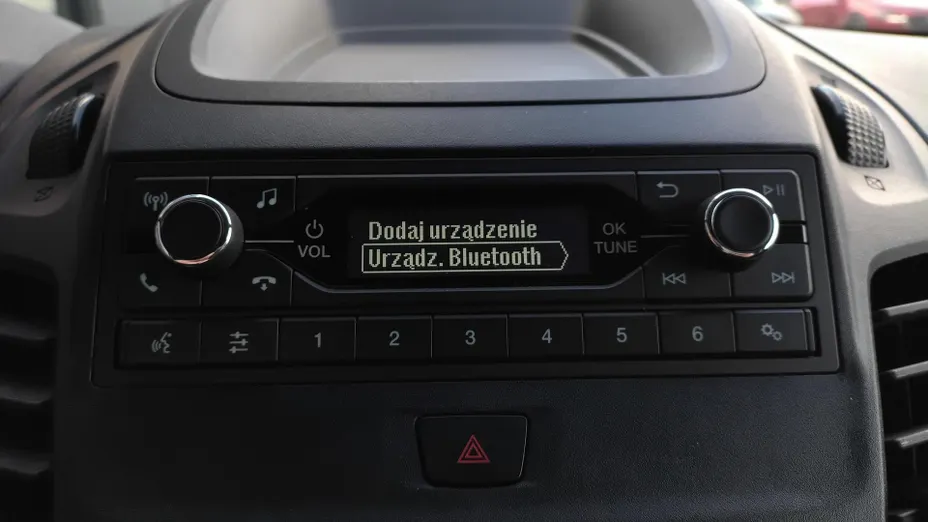 Dodaj urządzenie
Urządz. Bluetooth
VOL
OK
TUNE
1
2
3
4
5
6